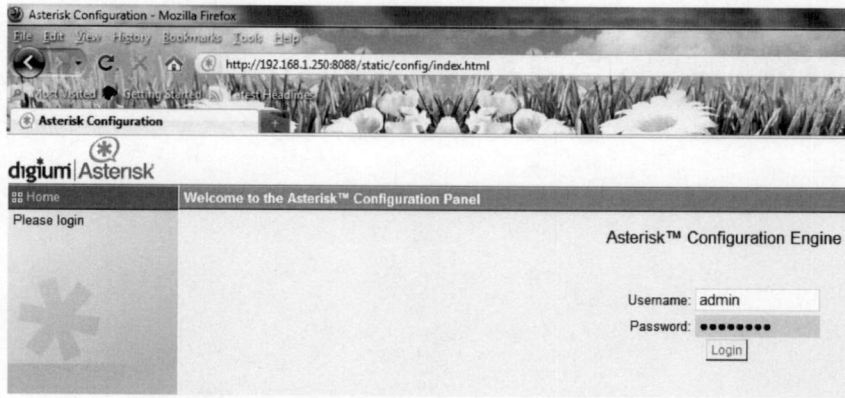 Asterisk Configuration - Mozilla Firefox
File Edit View History Bookmarks Tools Help
http://192.168.1.250:8088/static/config/index.html
Most Visited Getting Started Latest Headlines
Asterisk Configuration
digium Asterisk
Home
Welcome to the Asterisk™ Configuration Panel
Please login
Asterisk™ Configuration Engine
Username: admin
Password: ●●●●●●●●
Login